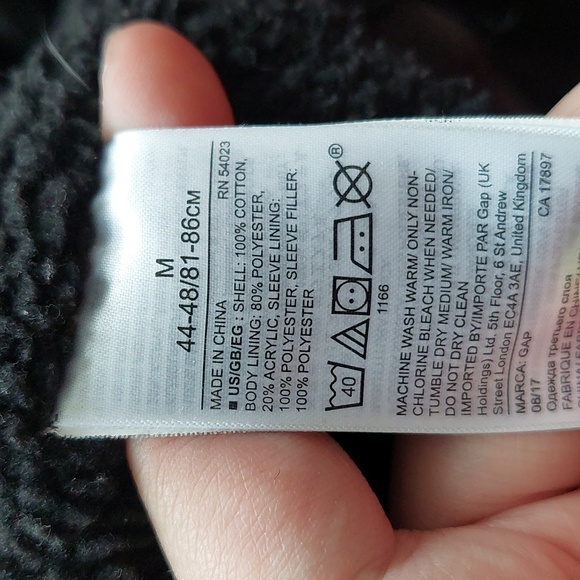 M
44-48/81-86CM
MADE IN CHINA RN 54023
US/GB/EG : SHELL: 100% COTTON,
BODY LINING: 80% POLYESTER,
20% ACRYLIC, SLEEVE LINING:
100% POLYESTER, SLEEVE FILLER.
100% POLYESTER
40
®
1166
MACHINE WASH WARM/ ONLY NON-
CHLORINE BLEACH WHEN NEEDED/
TUMBLE DRY MEDIUM/ WARM IRON/
DO NOT DRY CLEAN
IMPORTED BY/IMPORTE PAR Gap (UK
Holdings) Ltd, 5th Floor, 6 St Andrew
Street London EC4A 3AE, United Kingdom
MARCA: GAP
08/17 CA 17897
Одежда третьего слоя
FABRIQUE EN CHINE